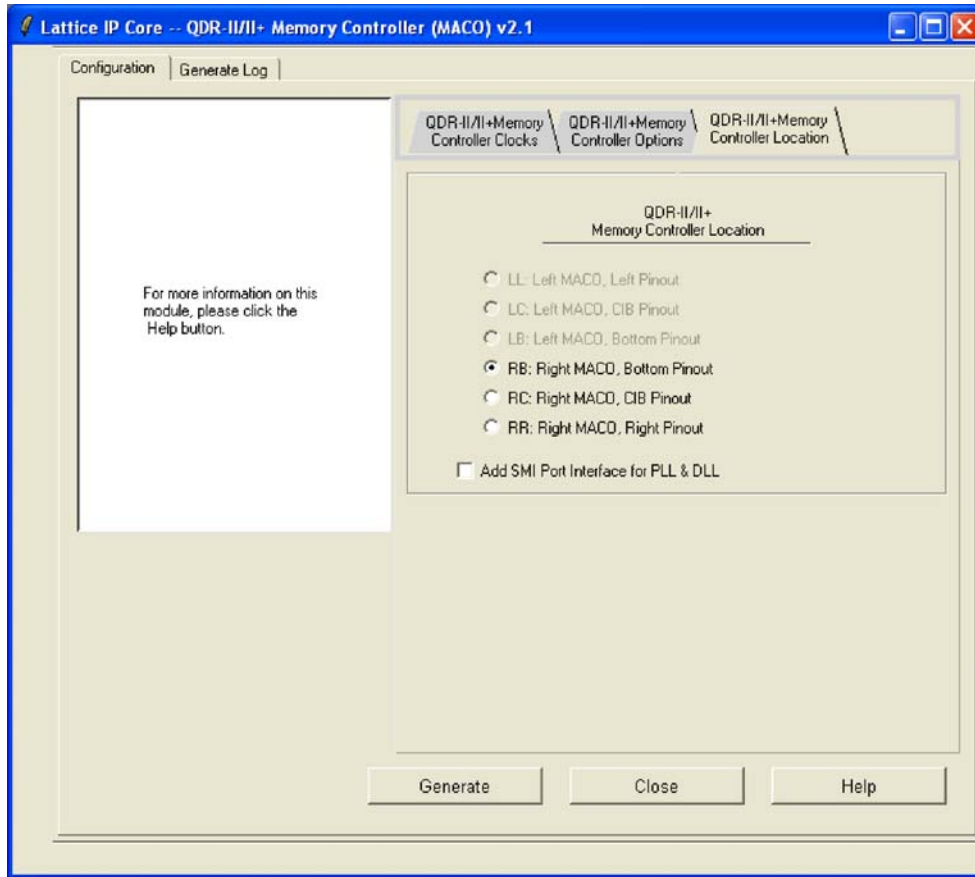 Lattice IP Core -- QDR-II/II+ Memory Controller (MACO) v2.1
Configuration
Generate Log
For more information on this
module, please click the
Help button.
QDR-II/II+Memory
Controller Clocks
QDR-II/II+Memory
Controller Options
QDR-II/II+Memory
Controller Location
QDR-II/II+
Memory Controller Location
LL: Left MACO, Left Pinout
LC: Left MACO, CIB Pinout
LB: Left MACO, Bottom Pinout
RB: Right MACO, Bottom Pinout
RC: Right MACO, CIB Pinout
RR: Right MACO, Right Pinout
Add SMI Port Interface for PLL & DLL
Generate
Close
Help